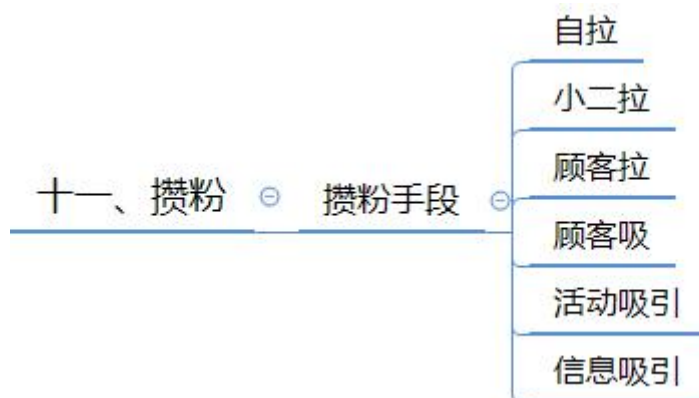 十一、攒粉
攒粉手段
自拉
小二拉
顾客拉
顾客吸
活动吸引
信息吸引